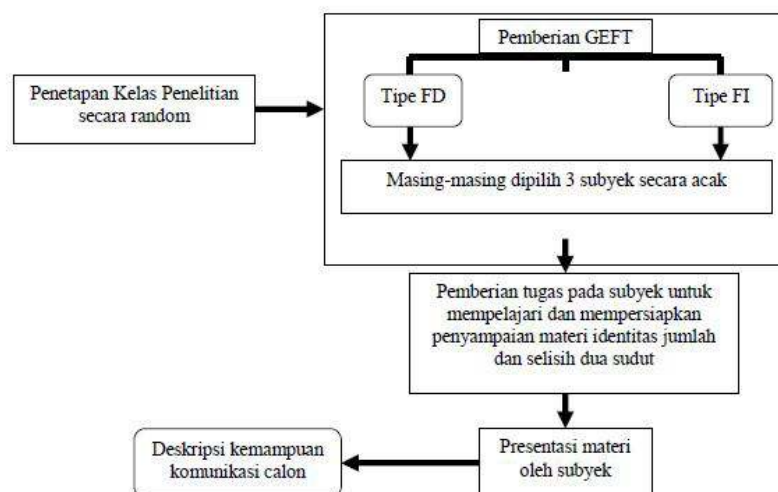 Pemberian GEFT
Penetapan Kelas Penelitian
secara random
Tipe FD
Tipe FI
Masing-masing dipilih 3 subyek secara acak
Pemberian tugas pada subyek untuk
mempelajari dan mempersiapkan
penyampaian materi identitas jumlah
dan selisih dua sudut
Deskripsi kemampuan
komunikasi calon
Presentasi materi
oleh subyek